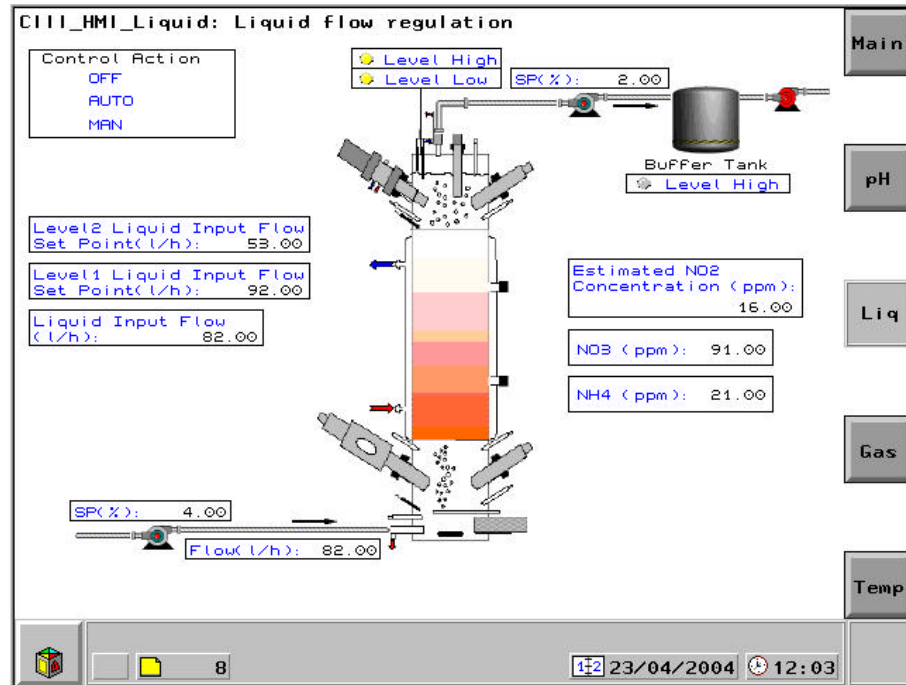 CIII_HMI_Liquid: Liquid flow regulation
Control Action
OFF
AUTO
MAN
Level High
Level Low
SP(%): 2.00
Buffer Tank
Level High
Level2 Liquid Input Flow
Set Point(l/h): 53.00
Level1 Liquid Input Flow
Set Point(l/h): 92.00
Liquid Input Flow
(l/h): 82.00
Estimated NO2
Concentration (ppm):
16.00
NO3 (ppm): 91.00
NH4 (ppm): 21.00
SP(%): 4.00
Flow(l/h): 82.00
Main
pH
Liq
Gas
Temp
8
1 2 23/04/2004 12:03